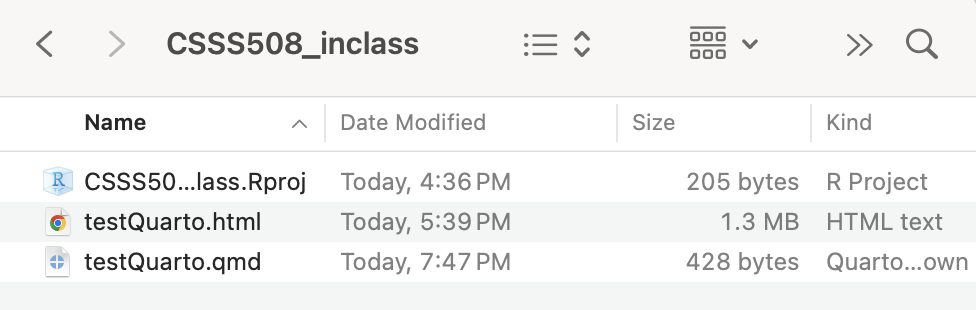 CSSS508_inclass
Name Date Modified Size Kind
CSSS50...lass.Rproj Today, 4:36 PM 205 bytes R Project
testQuarto.html Today, 5:39 PM 1.3 MB HTML text
testQuarto.qmd Today, 7:47 PM 428 bytes Quarto...own